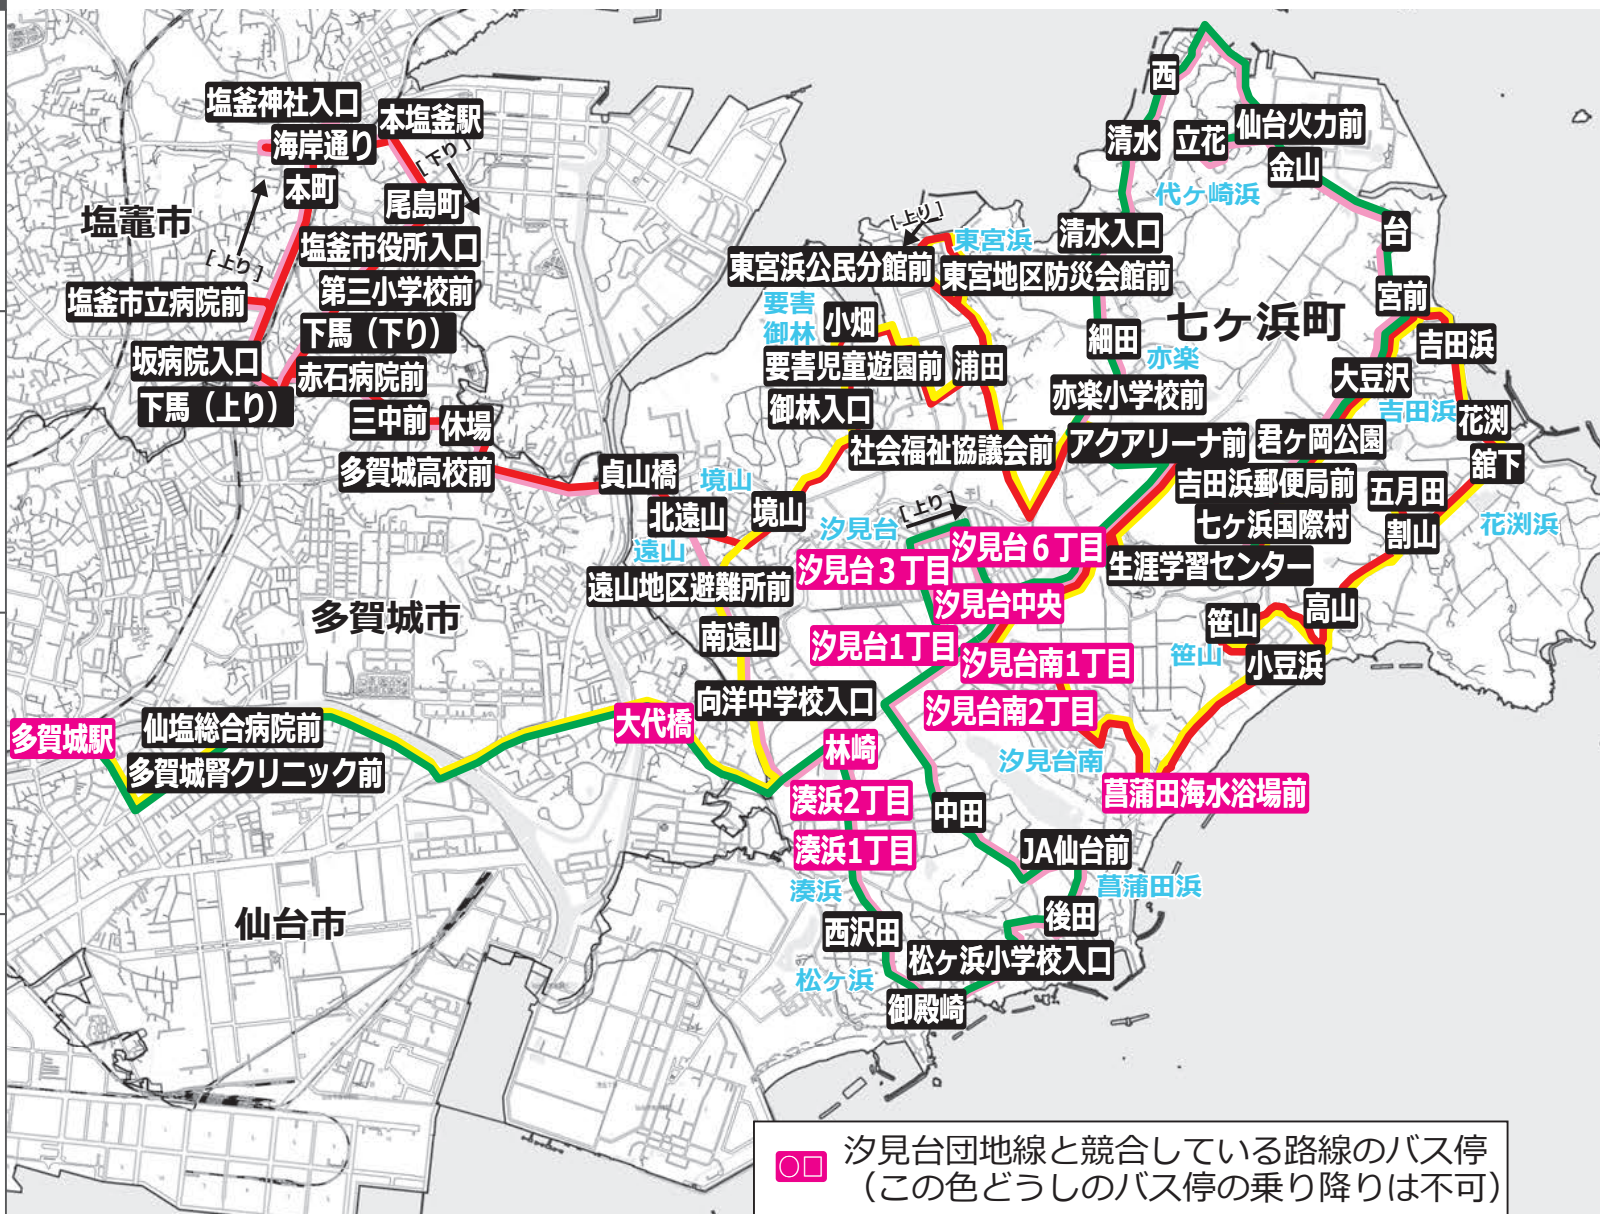 塩釜神社入口
海岸通り
本塩釜駅
[下り]
本町
尾島町
塩竈市
[上り]
塩釜市役所入口
塩釜市立病院前
第三小学校前
下馬（下り）
坂病院入口
赤石病院前
下馬（上り）
三中前
休場
多賀城高校前
貞山橋
西
清水
立花
仙台火力前
金山
代ヶ崎浜
台
[上り]
東宮浜
清水入口
東宮浜公民分館前
東宮地区防災会館前
宮前
要害
御林
小畑
七ヶ浜町
細田
亦楽
吉田浜
要害児童遊園前
浦田
大豆沢
御林入口
亦楽小学校前
吉田浜
花渕
社会福祉協議会前
アクアリーナ前
君ヶ岡公園
舘下
境山
吉田浜郵便局前
五月田
北遠山
境山
汐見台
[上り]
七ヶ浜国際村
割山
花渕浜
遠山
汐見台６丁目
汐見台３丁目
生涯学習センター
遠山地区避難所前
汐見台中央
高山
笹山
多賀城市
南遠山
汐見台1丁目
汐見台南1丁目
笹山
小豆浜
向洋中学校入口
汐見台南2丁目
大代橋
仙塩総合病院前
多賀城駅
林崎
汐見台南
多賀城腎クリニック前
菖蒲田海水浴場前
湊浜2丁目
中田
湊浜1丁目
JA仙台前
湊浜
菖蒲田浜
仙台市
西沢田
後田
松ヶ浜小学校入口
松ヶ浜
御殿崎
○□ 汐見台団地線と競合している路線のバス停
（この色どうしのバス停の乗り降りは不可）